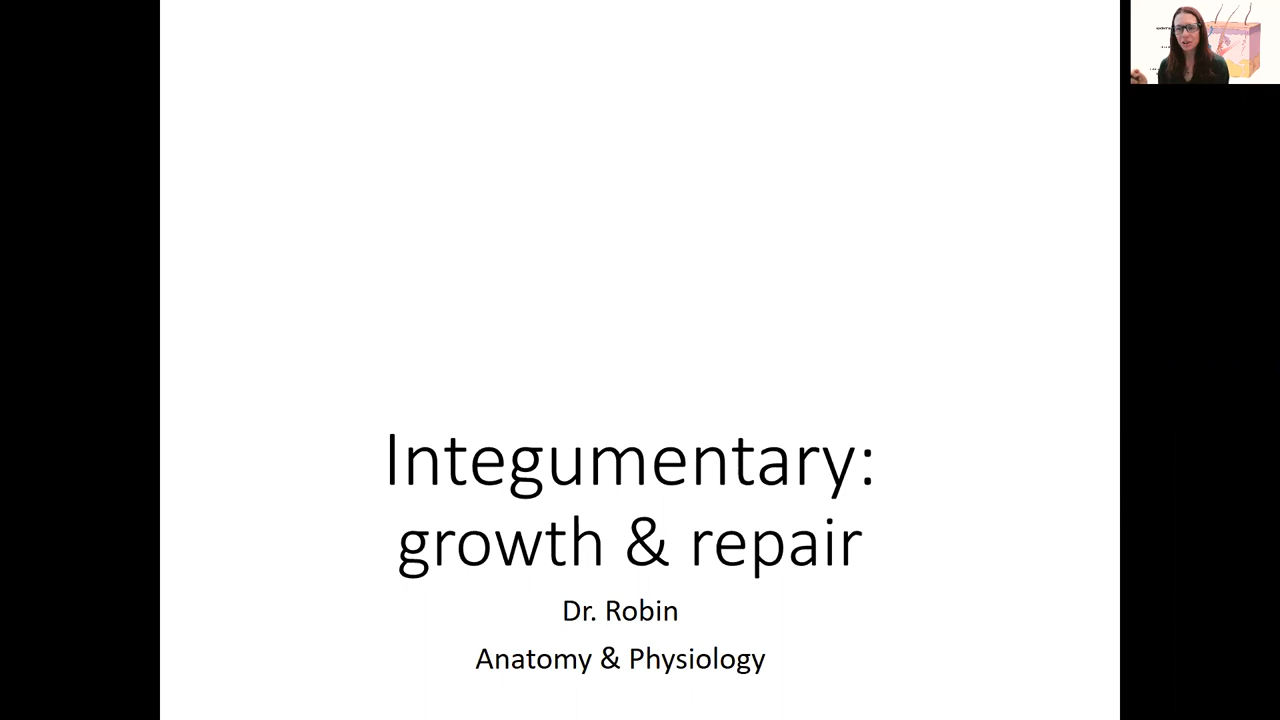 Integumentary:
growth & repair
Dr. Robin
Anatomy & Physiology